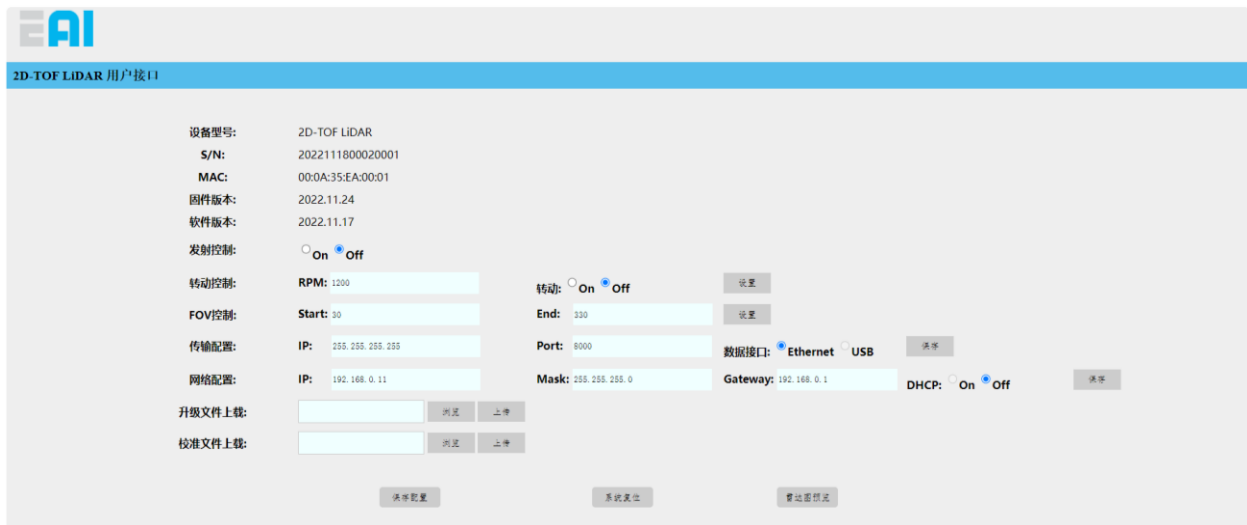 EAI
2D-TOF LiDAR 用户接口
设备型号: 2D-TOF LiDAR
S/N: 2022111800020001
MAC: 00:0A:35:EA:00:01
固件版本: 2022.11.24
软件版本: 2022.11.17
发射控制: On Off
转动控制: RPM: 1200 转动: On Off 设置
FOV控制: Start: 30 End: 330 设置
传输配置: IP: 255.255.255.255 Port: 8000 数据接口: Ethernet USB 保存
网络配置: IP: 192.168.0.11 Mask: 255.255.255.0 Gateway: 192.168.0.1 DHCP: On Off 保存
升级文件上载: 浏览 上传
校准文件上载: 浏览 上传
保存配置 系统复位 雷达图预览